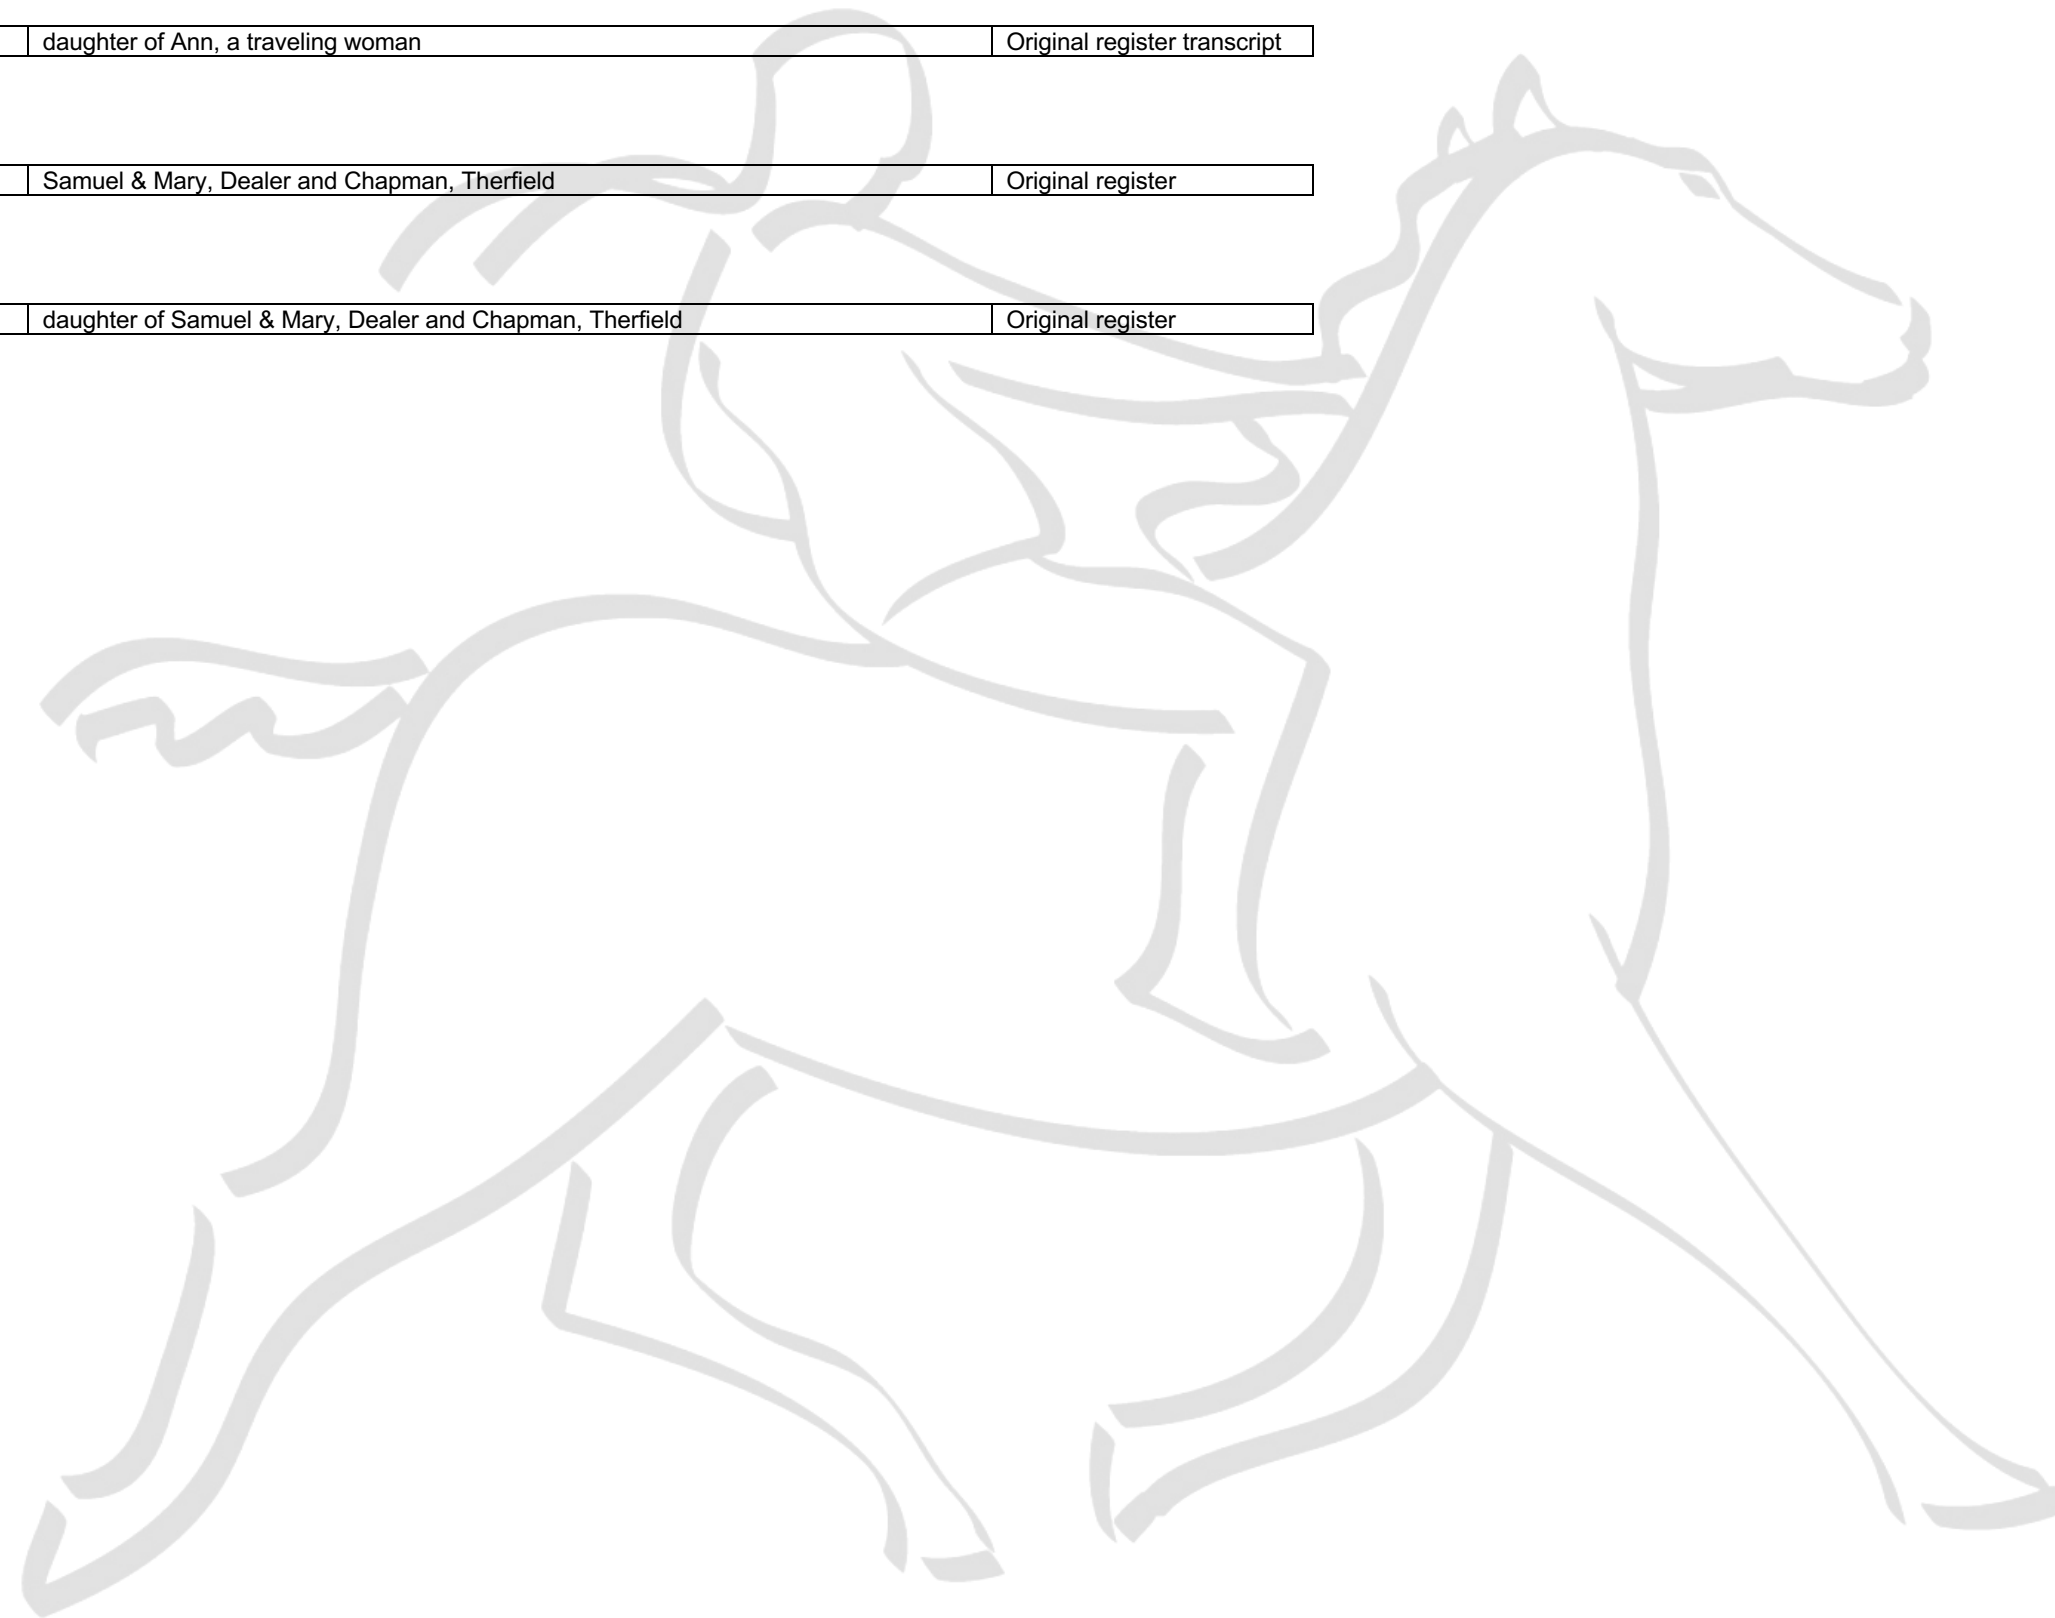 daughter of Ann, a traveling woman Original register transcript
Samuel & Mary, Dealer and Chapman, Therfield Original register
daughter of Samuel & Mary, Dealer and Chapman, Therfield Original register